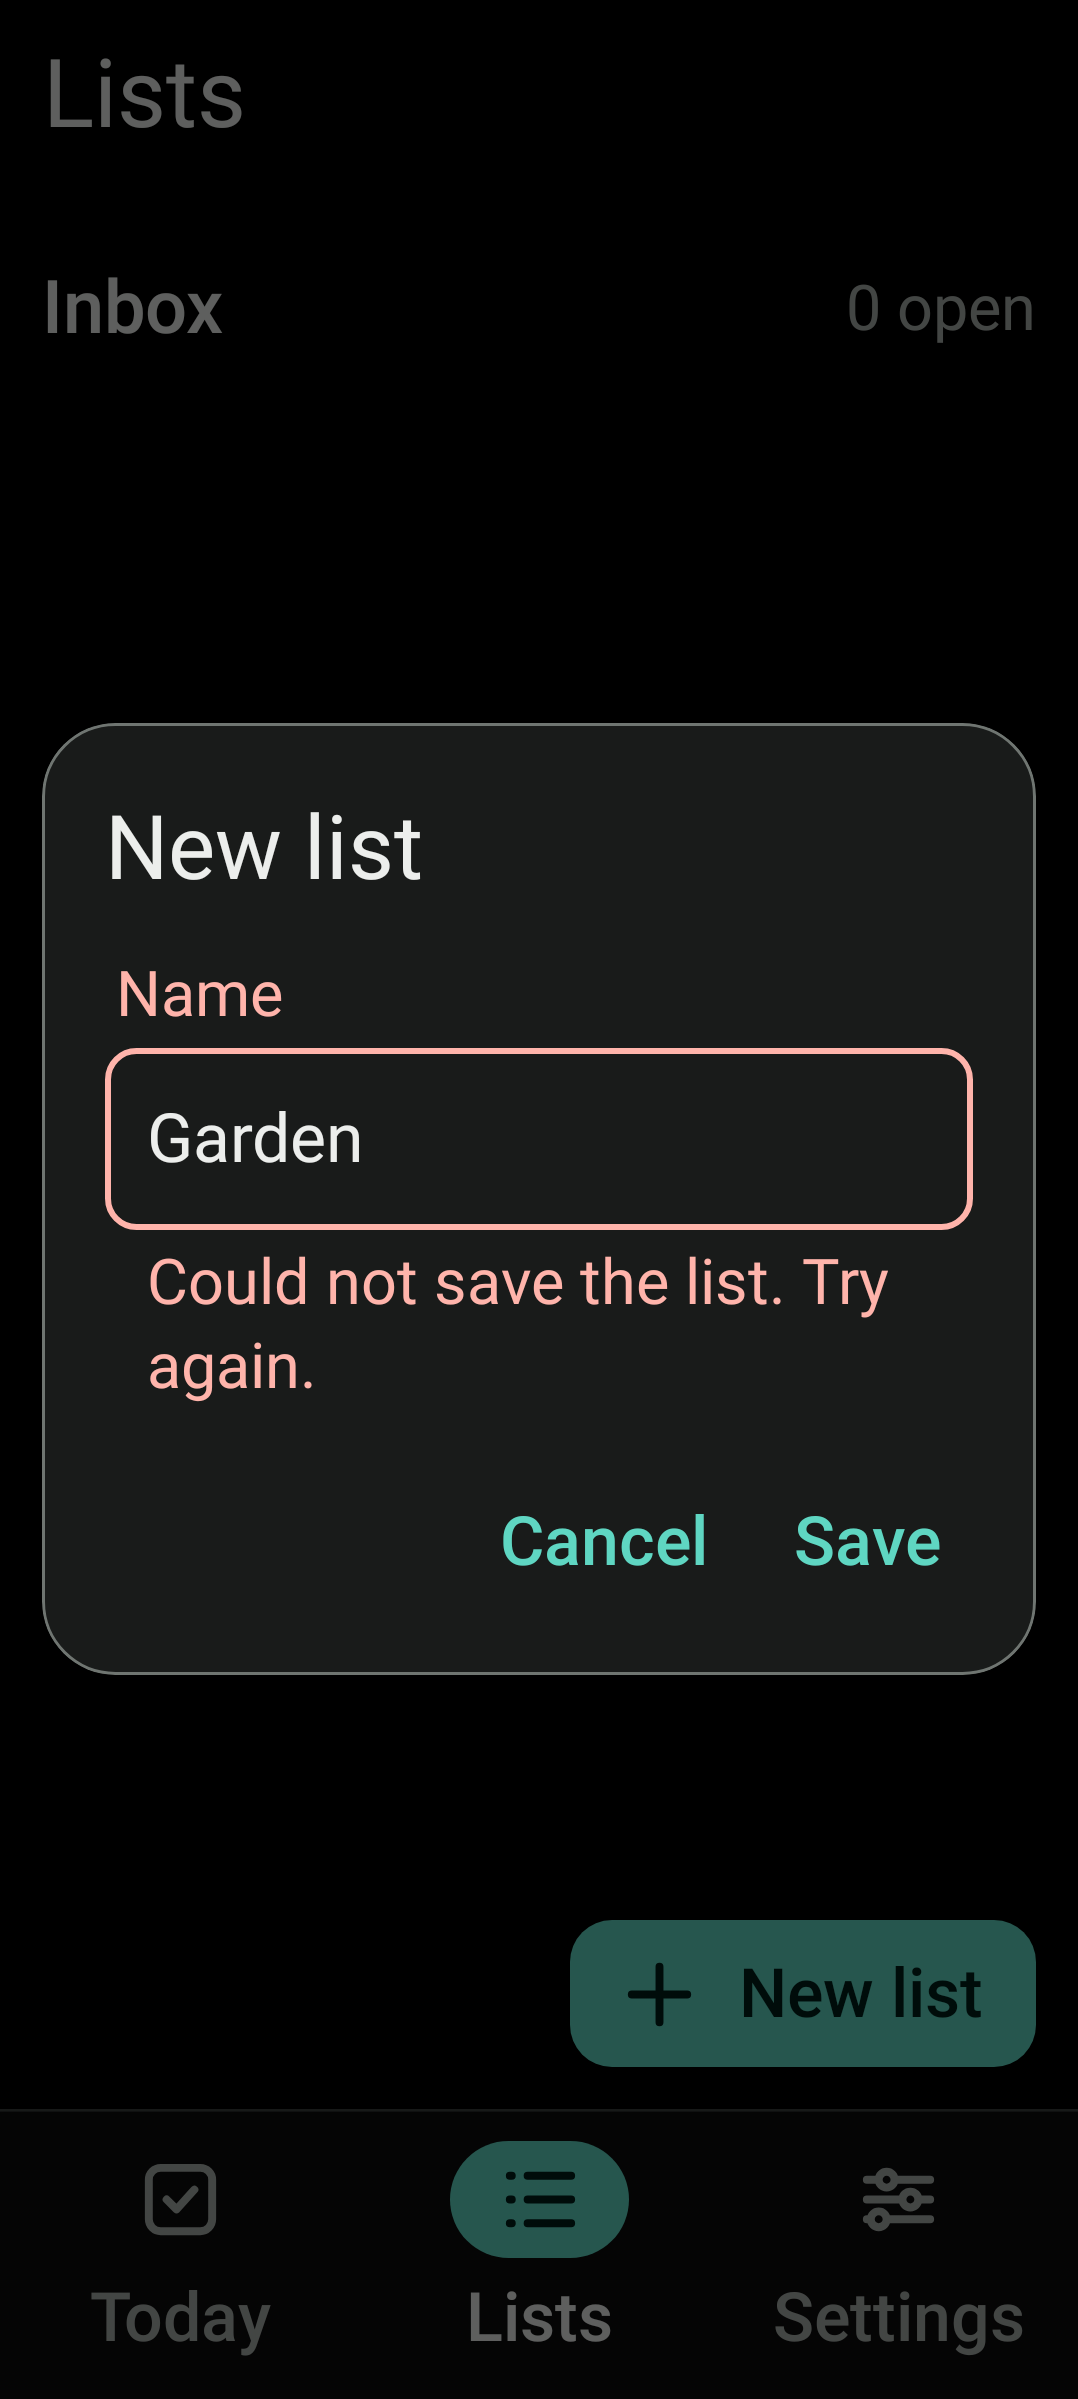 Lists
Inbox 0 open
New list
Name
Garden
Could not save the list. Try
again.
Cancel Save
New list
Today Lists Settings